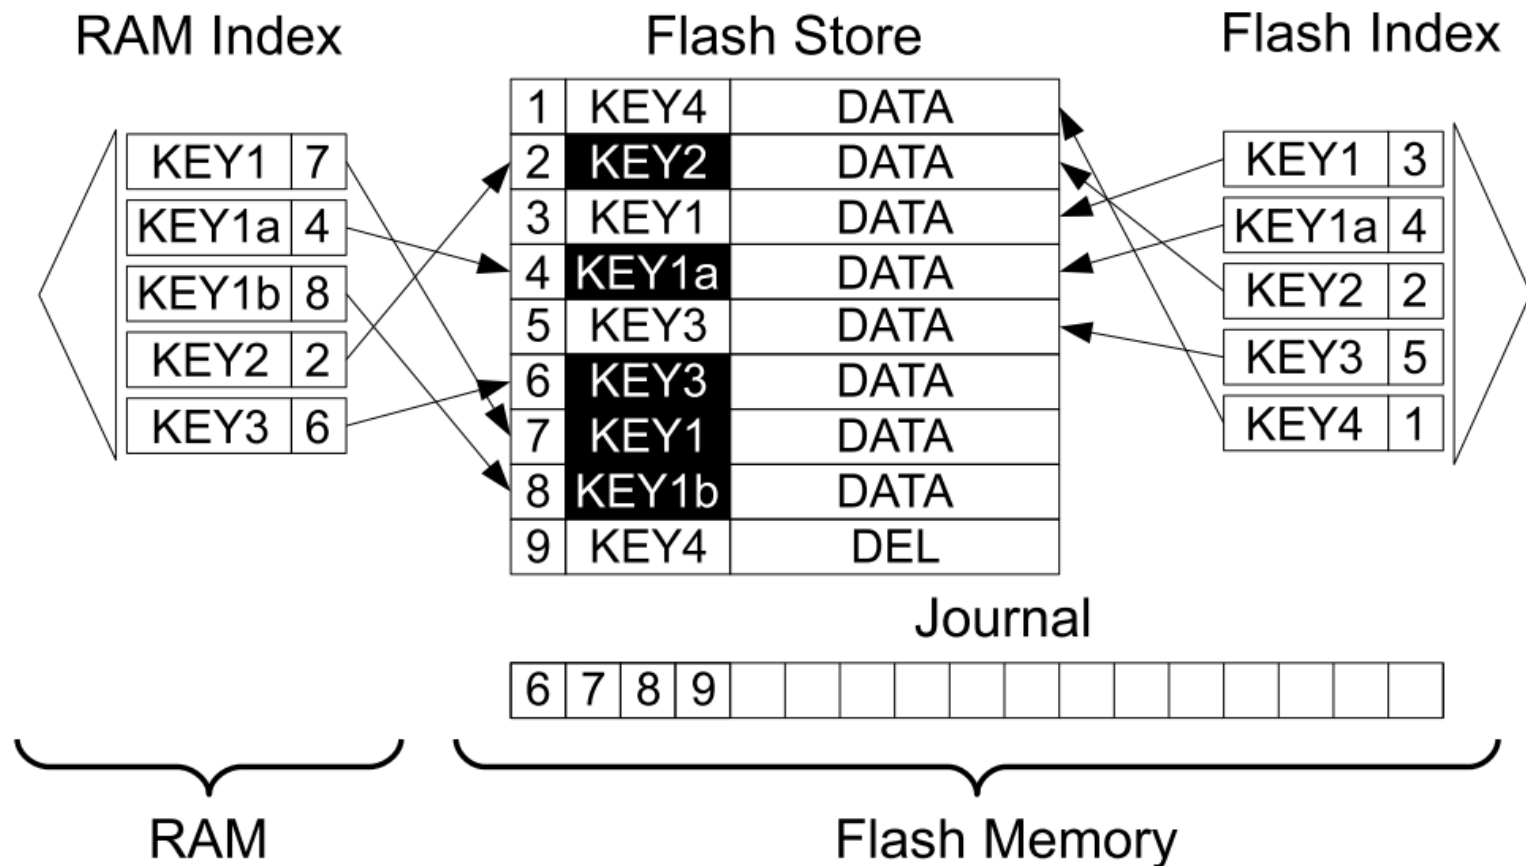 RAM Index
Flash Store
Flash Index
KEY1 7
KEY1a 4
KEY1b 8
KEY2 2
KEY3 6
1 KEY4 DATA
2 KEY2 DATA
3 KEY1 DATA
4 KEY1a DATA
5 KEY3 DATA
6 KEY3 DATA
7 KEY1 DATA
8 KEY1b DATA
9 KEY4 DEL
KEY1 3
KEY1a 4
KEY2 2
KEY3 5
KEY4 1
Journal
6 7 8 9
RAM
Flash Memory